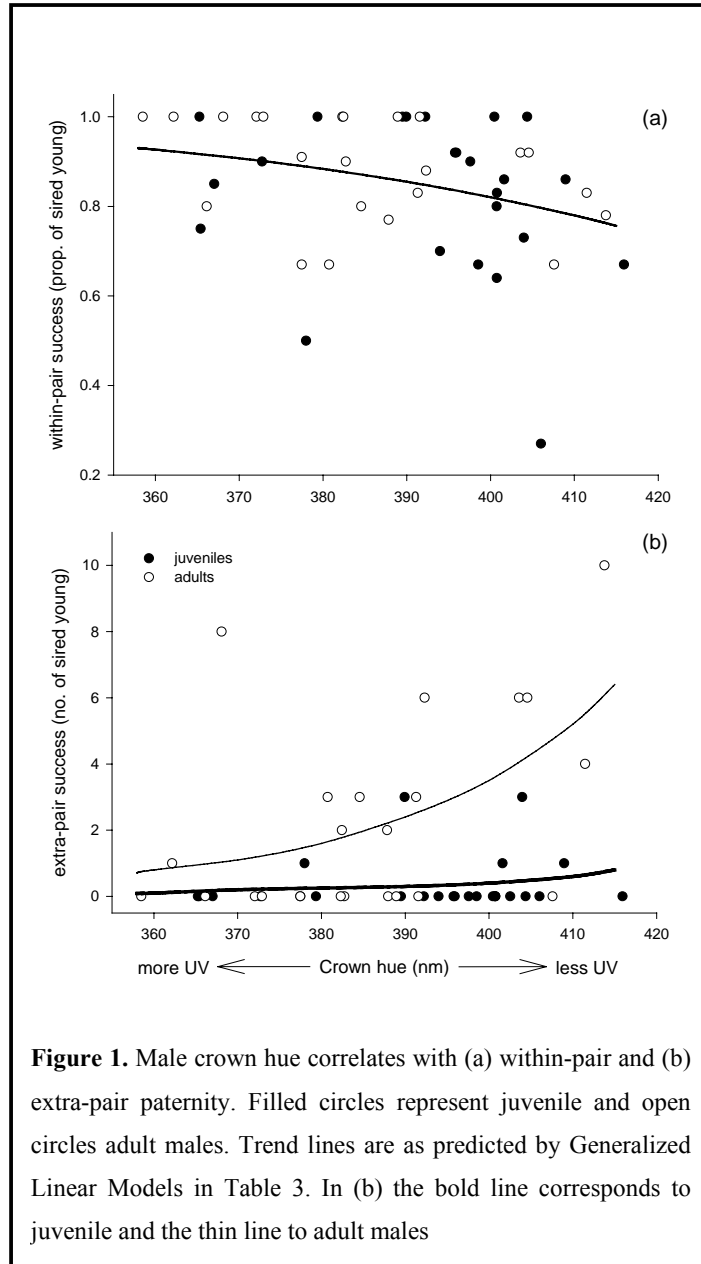 (a)
within-pair success (prop. of sired young)
1.0
0.8
0.6
0.4
0.2
360 370 380 390 400 410 420
(b)
juveniles
adults
extra-pair success (no. of sired young)
10
8
6
4
2
0
360 370 380 390 400 410 420
more UV Crown hue (nm) less UV
Figure 1. Male crown hue correlates with (a) within-pair and (b)
extra-pair paternity. Filled circles represent juvenile and open
circles adult males. Trend lines are as predicted by Generalized
Linear Models in Table 3. In (b) the bold line corresponds to
juvenile and the thin line to adult males